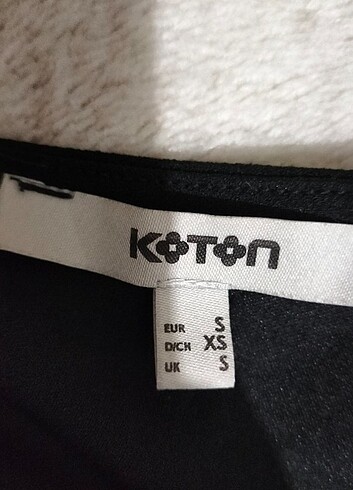 KOTON
EUR S
D/CH XS
UK S